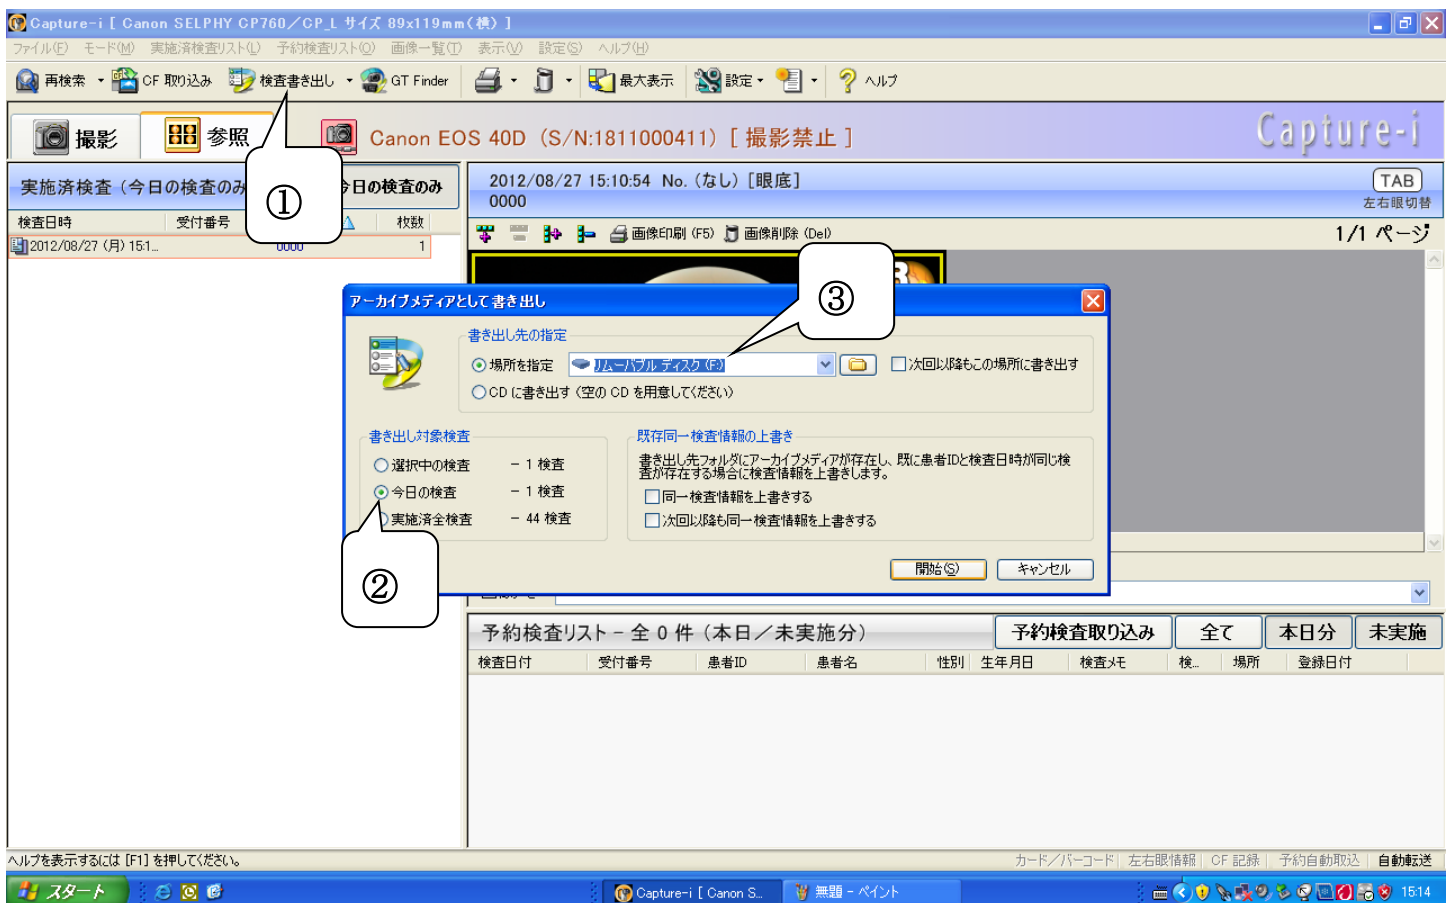 Capture-i [ Canon SELPHY CP760／CP_L サイズ 89x119mm(横) ]
ファイル(F) モード(M) 実施済検査リスト(L) 予約検査リスト(O) 画像一覧(T) 表示(V) 設定(S) ヘルプ(H)
再検索 CF 取り込み 検査書き出し GT Finder 最大表示 設定 ヘルプ
撮影 参照 Canon EOS 40D (S/N:1811000411) [ 撮影禁止 ] Capture-i
①
実施済検査 (今日の検査のみ 今日の検査のみ
検査日時 受付番号 枚数
2012/08/27 (月) 15:1... 0000 1
2012/08/27 15:10:54 No. (なし) [眼底]
0000
TAB
左右眼切替
画像印刷 (F5) 画像削除 (Del) 1/1 ページ
R
③
アーカイブメディアとして書き出し
書き出し先の指定
場所を指定 リムーバブル ディスク (F:) 次回以降もこの場所に書き出す
CD に書き出す (空の CD を用意してください)
書き出し対象検査
選択中の検査 － 1 検査
今日の検査 － 1 検査
実施済全検査 － 44 検査
②
既存同一検査情報の上書き
書き出し先フォルダにアーカイブメディアが存在し、既に患者IDと検査日時が同じ検
査が存在する場合に検査情報を上書きします。
同一検査情報を上書きする
次回以降も同一検査情報を上書きする
開始(S) キャンセル
予約検査リスト － 全 0 件 (本日／未実施分) 予約検査取り込み 全て 本日分 未実施
検査日付 受付番号 患者ID 患者名 性別 生年月日 検査メモ 検... 場所 登録日付
ヘルプを表示するには [F1] を押してください。 カード／バーコード 左右眼情報 CF 記録 予約自動取込 自動転送
スタート Capture-i [ Canon S... 無題 - ペイント 15:14